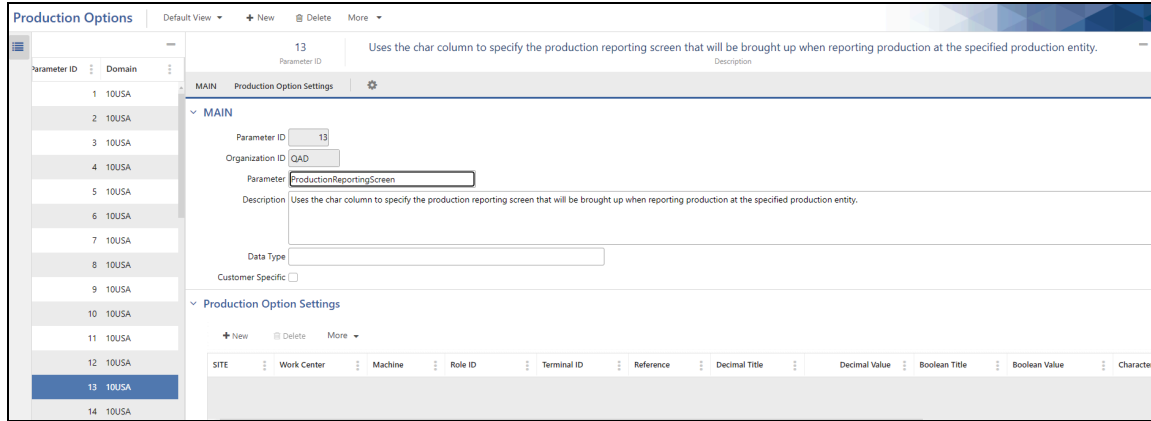 Production Options Default View New Delete More
13 Uses the char column to specify the production reporting screen that will be brought up when reporting production at the specified production entity.
Parameter ID Description
Parameter ID Domain
MAIN Production Option Settings
1 10USA
2 10USA
3 10USA
4 10USA
5 10USA
6 10USA
7 10USA
8 10USA
9 10USA
10 10USA
11 10USA
12 10USA
13 10USA
14 10USA
MAIN
Parameter ID 13
Organization ID QAD
Parameter ProductionReportingScreen
Description Uses the char column to specify the production reporting screen that will be brought up when reporting production at the specified production entity.
Data Type
Customer Specific
Production Option Settings
New Delete More
SITE Work Center Machine Role ID Terminal ID Reference Decimal Title Decimal Value Boolean Title Boolean Value Character